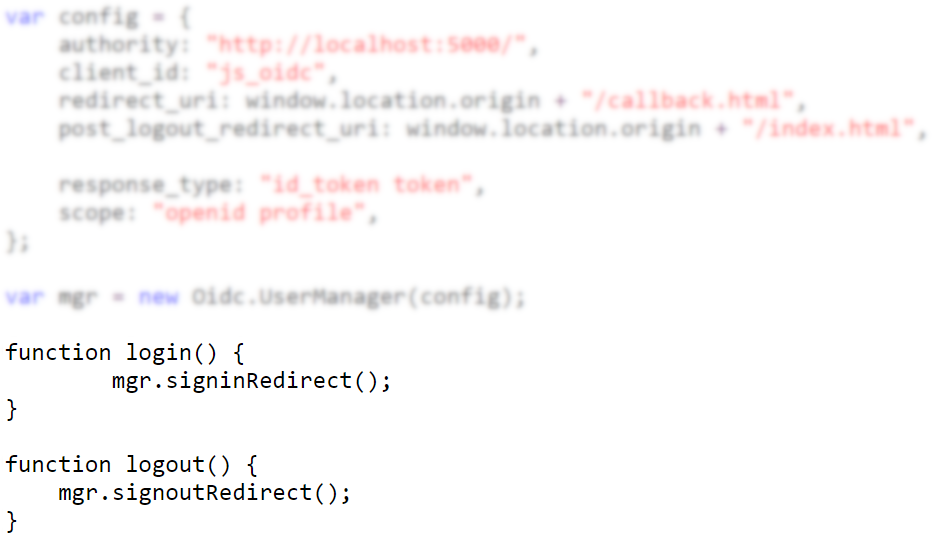 var config = {
    authority: "http://localhost:5000/",
    client_id: "js_oidc",
    redirect_uri: window.location.origin + "/callback.html",
    post_logout_redirect_uri: window.location.origin + "/index.html",
    response_type: "id_token token",
    scope: "openid profile",
};
var mgr = new Oidc.UserManager(config);
function login() {
        mgr.signinRedirect();
}
function logout() {
    mgr.signoutRedirect();
}